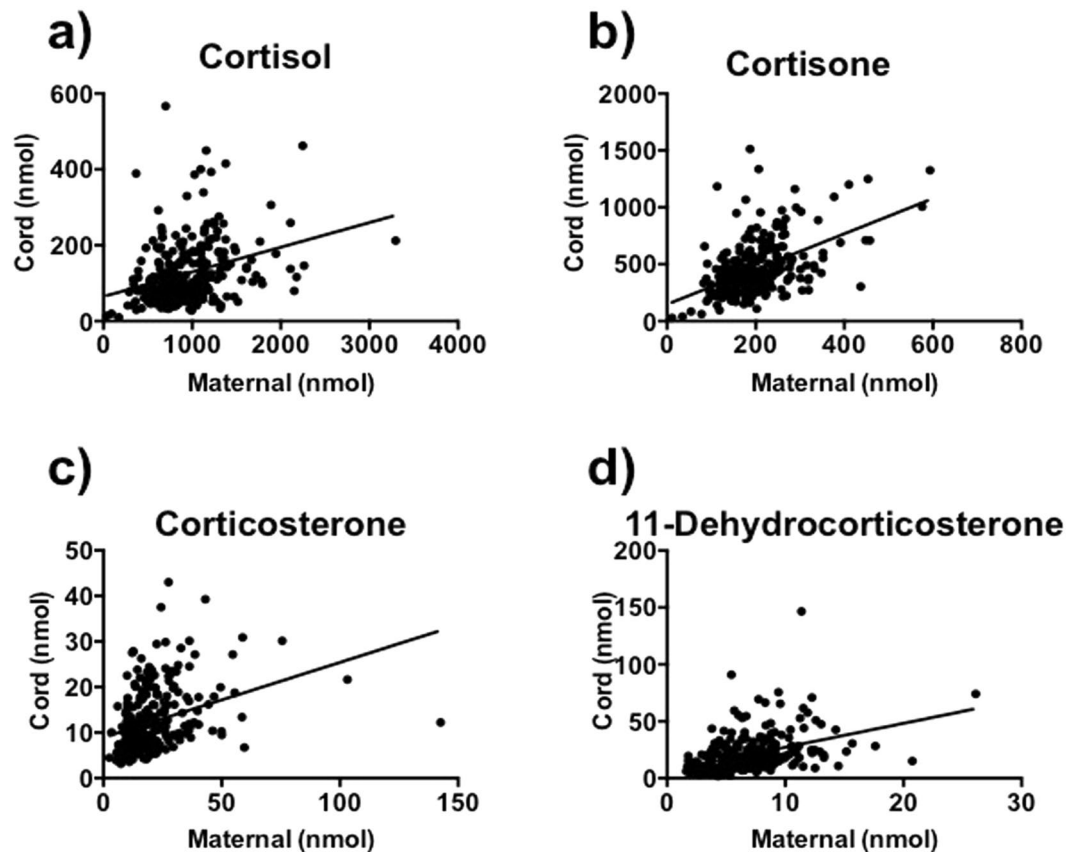 a)
Cortisol
600
400
200
0
Cord (nmol)
0 1000 2000 3000 4000
Maternal (nmol)
b)
Cortisone
2000
1500
1000
500
0
Cord (nmol)
0 200 400 600 800
Maternal (nmol)
c)
Corticosterone
50
40
30
20
10
0
Cord (nmol)
0 50 100 150
Maternal (nmol)
d)
11-Dehydrocorticosterone
200
150
100
50
0
Cord (nmol)
0 10 20 30
Maternal (nmol)